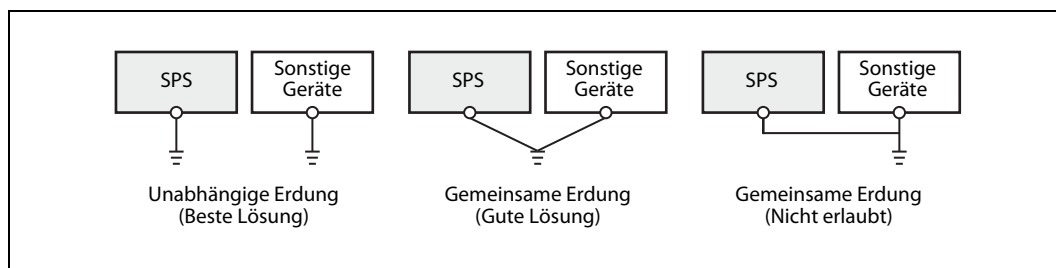 SPS
Sonstige
Geräte
SPS
Sonstige
Geräte
SPS
Sonstige
Geräte
Unabhängige Erdung
(Beste Lösung)
Gemeinsame Erdung
(Gute Lösung)
Gemeinsame Erdung
(Nicht erlaubt)